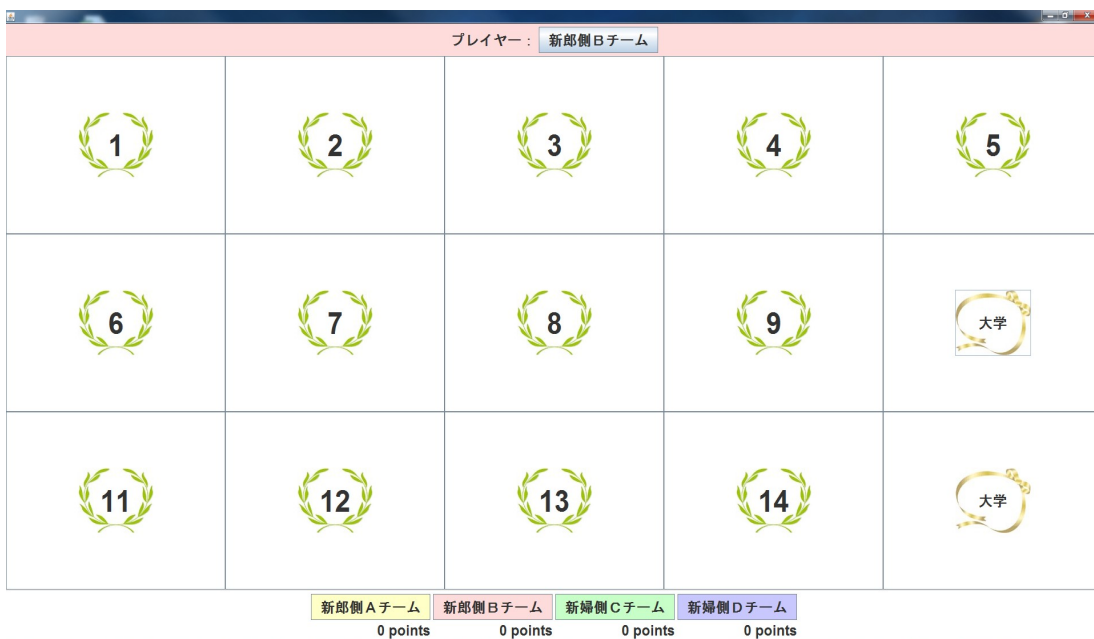 プレイヤー： 新郎側Bチーム
1 2 3 4 5
6 7 8 9 大学
11 12 13 14 大学
新郎側Aチーム 新郎側Bチーム 新婦側Cチーム 新婦側Dチーム
0 points 0 points 0 points 0 points